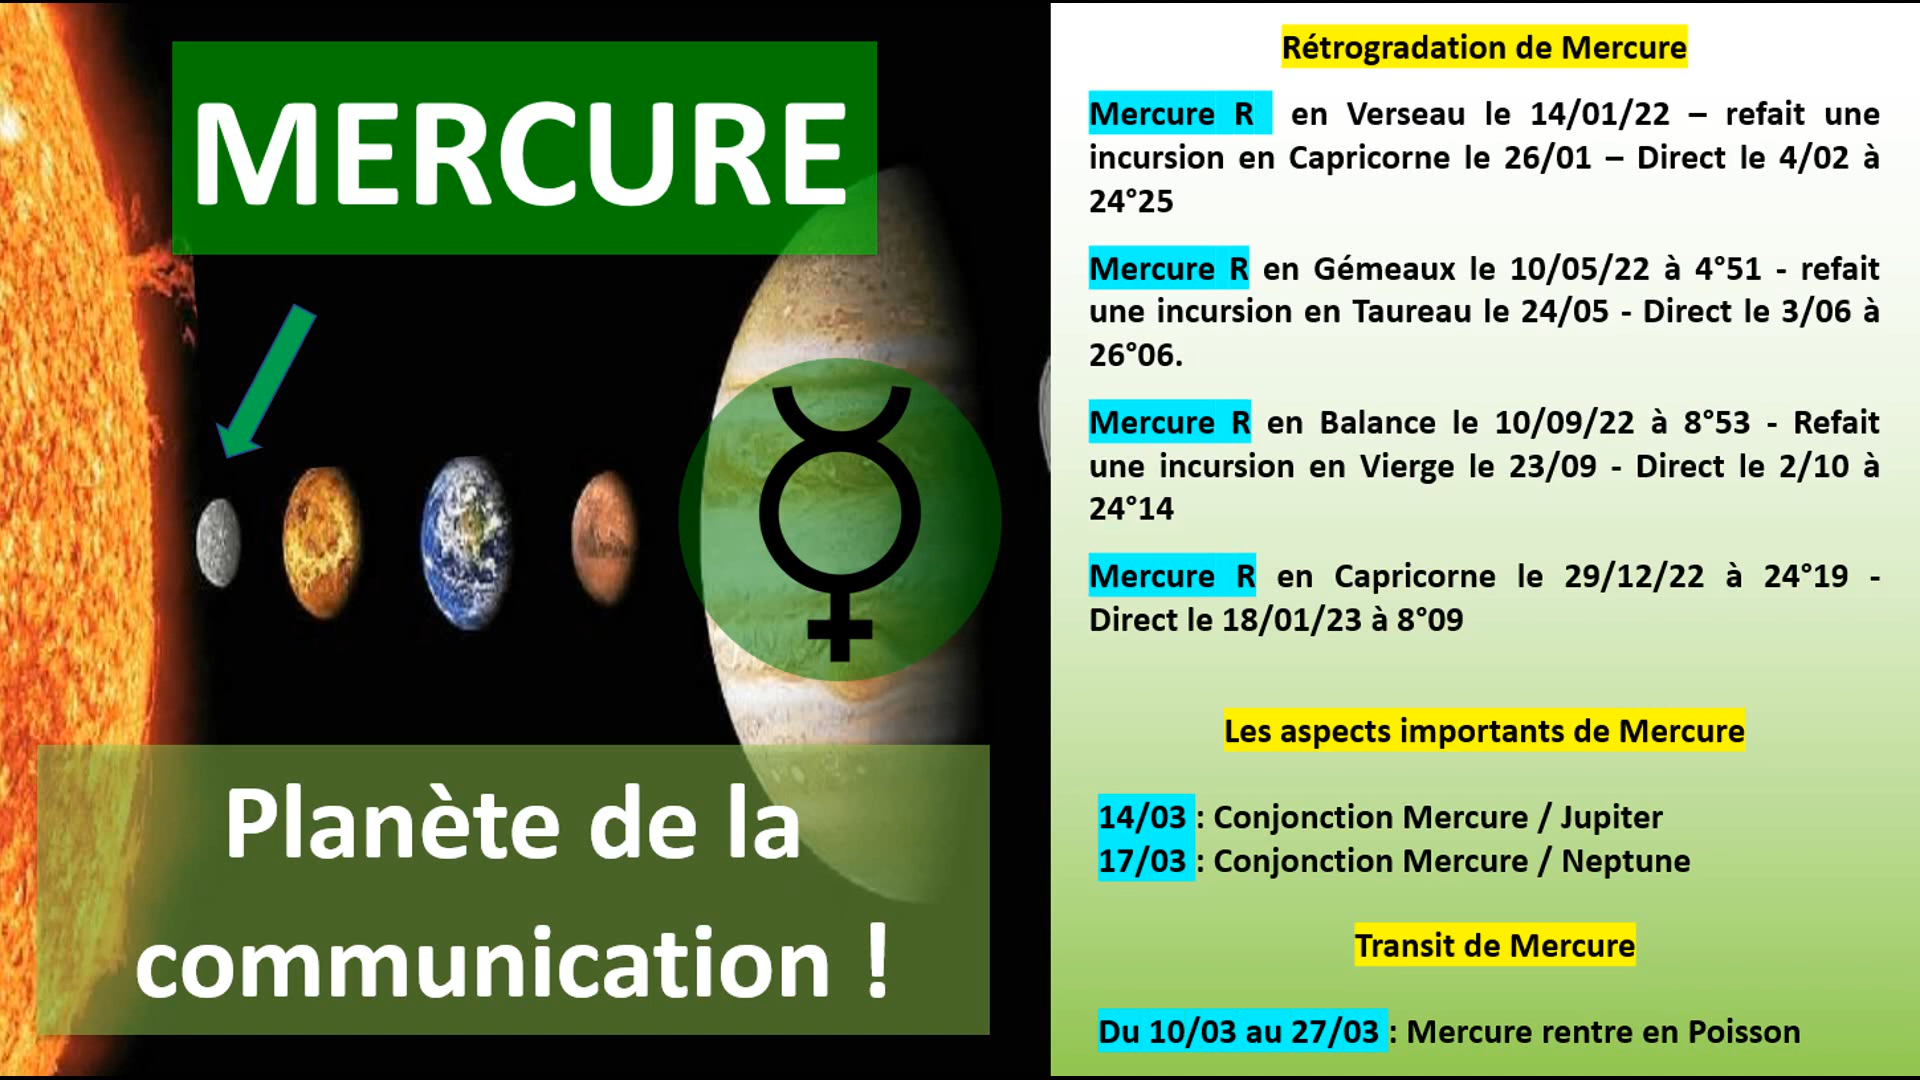 MERCURE
Planète de la
communication !
Rétrogradation de Mercure
Mercure R en Verseau le 14/01/22 – refait une
incursion en Capricorne le 26/01 – Direct le 4/02 à
24°25
Mercure R en Gémeaux le 10/05/22 à 4°51 - refait
une incursion en Taureau le 24/05 - Direct le 3/06 à
26°06.
Mercure R en Balance le 10/09/22 à 8°53 - Refait
une incursion en Vierge le 23/09 - Direct le 2/10 à
24°14
Mercure R en Capricorne le 29/12/22 à 24°19 -
Direct le 18/01/23 à 8°09
Les aspects importants de Mercure
14/03 : Conjonction Mercure / Jupiter
17/03 : Conjonction Mercure / Neptune
Transit de Mercure
Du 10/03 au 27/03 : Mercure rentre en Poisson